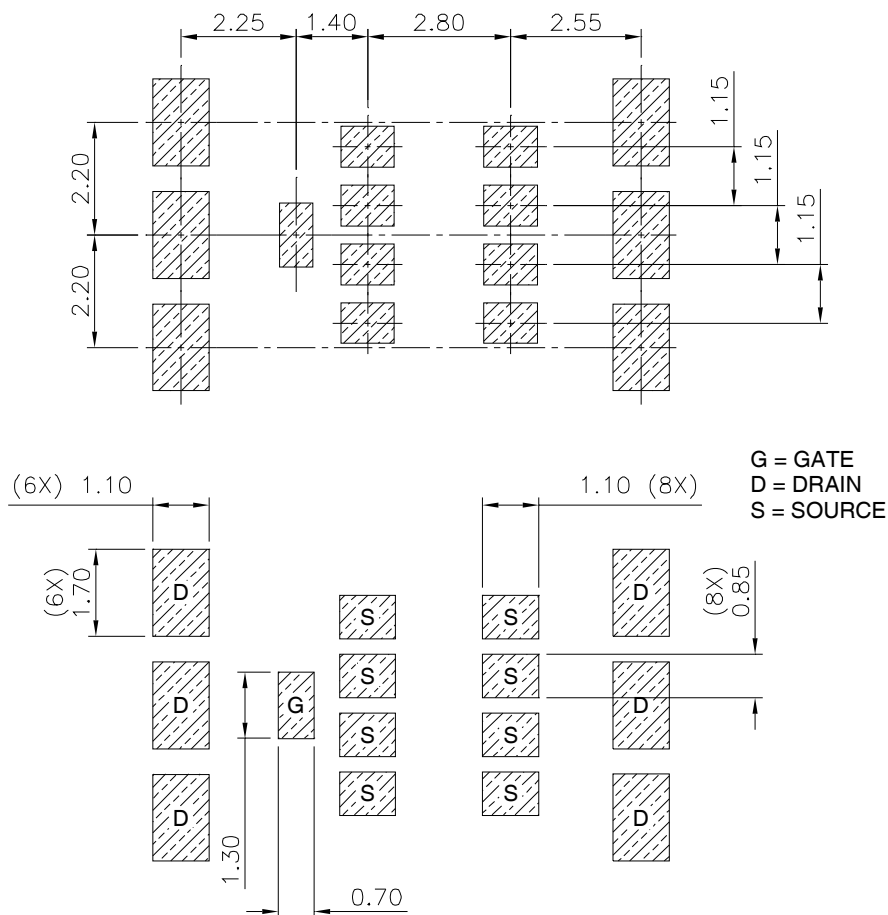 2.25 1.40 2.80 2.55
1.15
1.15
1.15
2.20
2.20
G = GATE
D = DRAIN
S = SOURCE
(6X) 1.10
1.10 (8X)
(6X)
1.70
(8X)
0.85
D D
S S
D G S S D
S S
D S S D
1.30
0.70